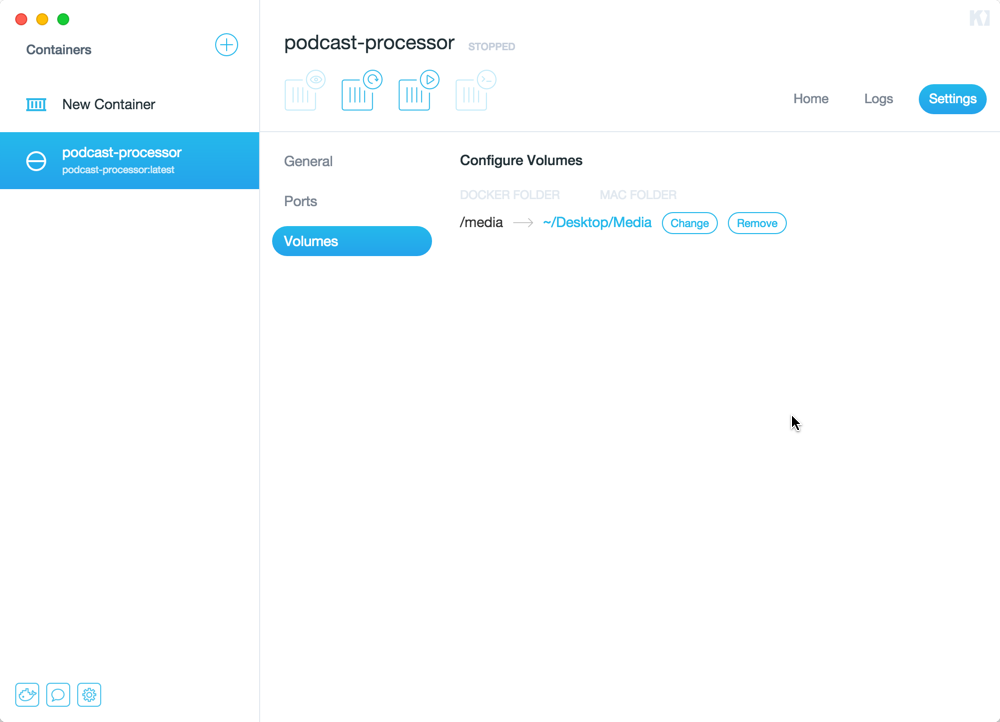 Containers
New Container
podcast-processor
podcast-processor:latest
podcast-processor STOPPED
Home Logs Settings
General
Ports
Volumes
Configure Volumes
DOCKER FOLDER MAC FOLDER
/media ~/Desktop/Media Change Remove